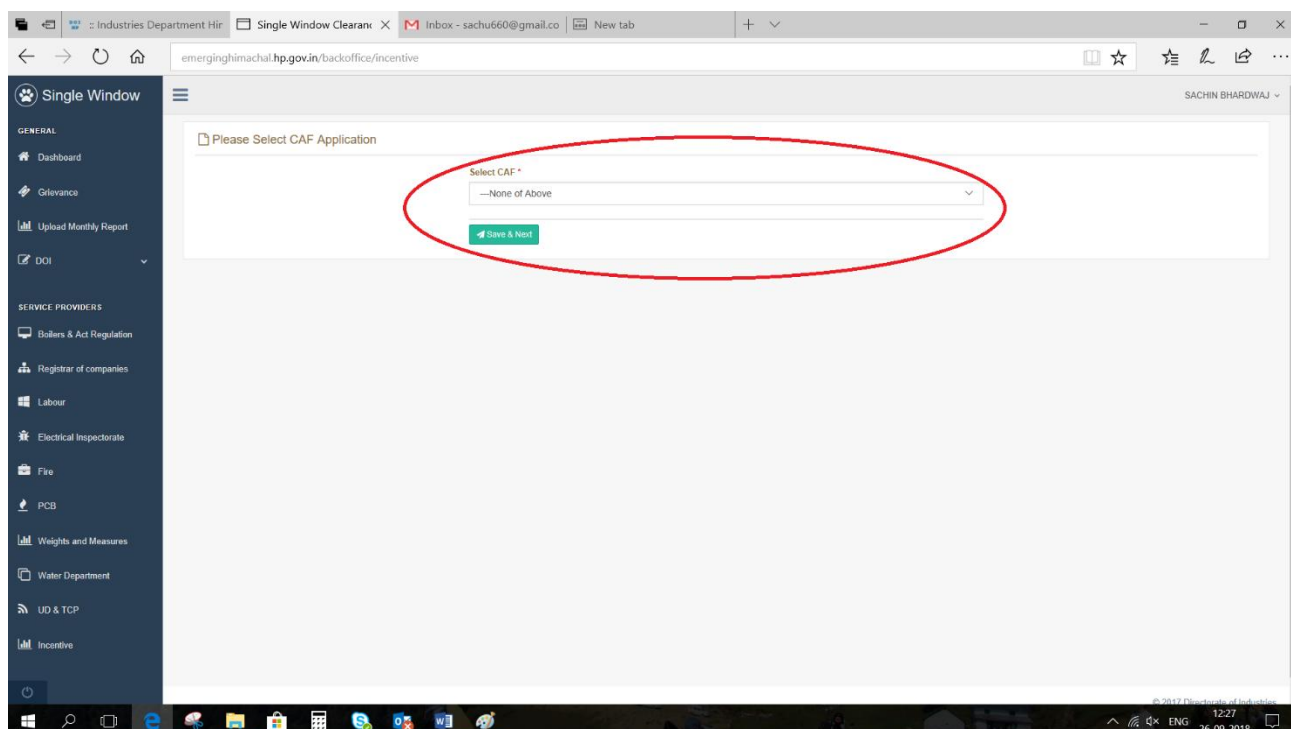 :: Industries Department Hir
Single Window Clearanc
Inbox - sachu660@gmail.co
New tab
emerginghimachal.hp.gov.in/backoffice/incentive
Single Window
SACHIN BHARDWAJ
GENERAL
Dashboard
Grievance
Upload Monthly Report
DOI
SERVICE PROVIDERS
Boilers & Act Regulation
Registrar of companies
Labour
Electrical Inspectorate
Fire
PCB
Weights and Measures
Water Department
UD & TCP
Incentive
Please Select CAF Application
Select CAF *
---None of Above
Save & Next
© 2017 Directorate of Industries
ENG
12:27
26-09-2018